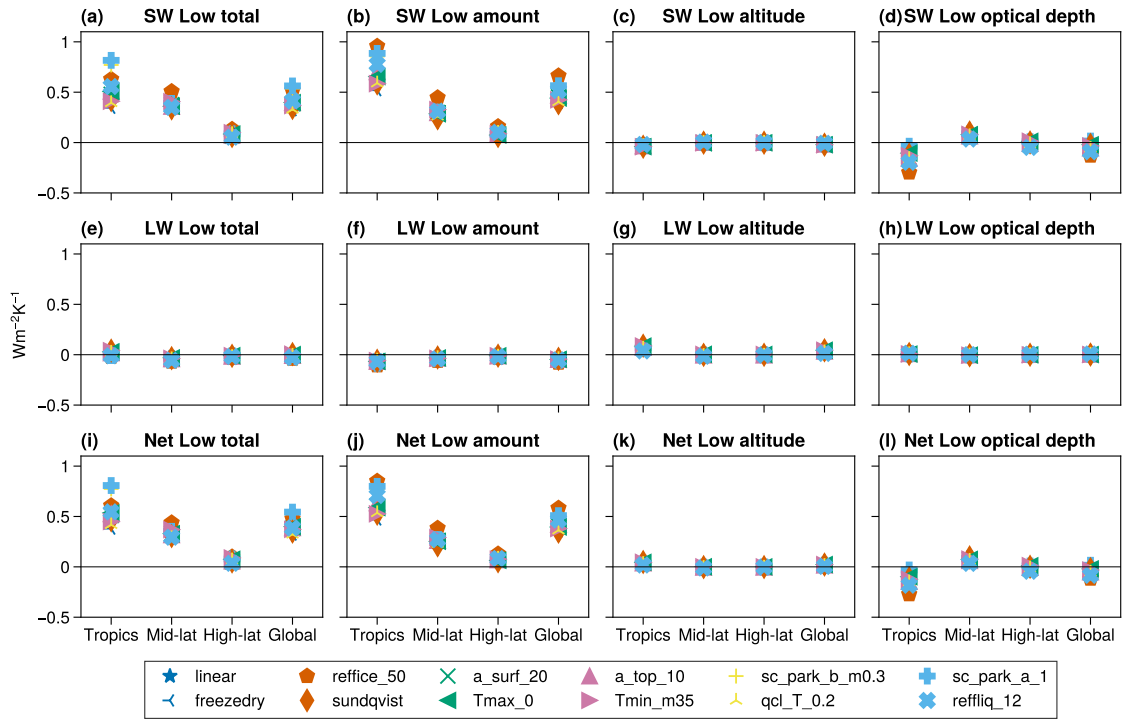 (a) SW Low total
(b) SW Low amount
(c) SW Low altitude
(d) SW Low optical depth
1
0.5
0
−0.5
(e) LW Low total
(f) LW Low amount
(g) LW Low altitude
(h) LW Low optical depth
1
0.5
0
−0.5
Wm−2K−1
(i) Net Low total
(j) Net Low amount
(k) Net Low altitude
(l) Net Low optical depth
1
0.5
0
−0.5
Tropics Mid-lat High-lat Global
Tropics Mid-lat High-lat Global
Tropics Mid-lat High-lat Global
Tropics Mid-lat High-lat Global
linear reffice_50 a_surf_20 a_top_10 sc_park_b_m0.3 sc_park_a_1
freezedry sundqvist Tmax_0 Tmin_m35 qcl_T_0.2 reffliq_12